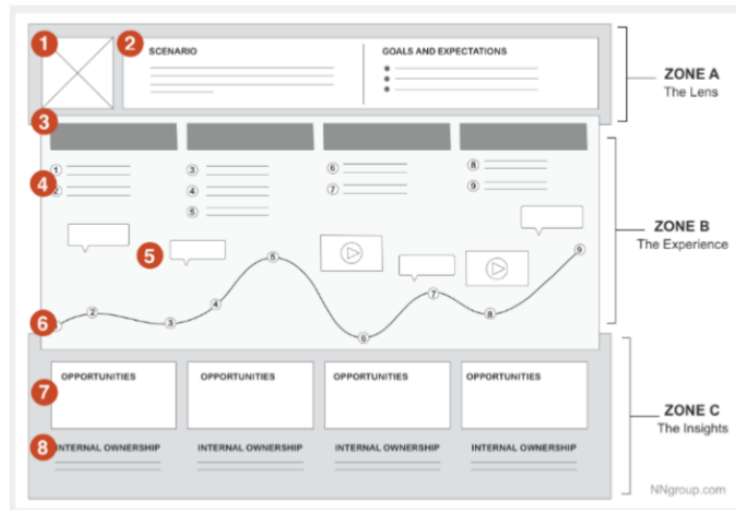 1
2
SCENARIO
GOALS AND EXPECTATIONS
ZONE A
The Lens
3
4
1
2
3
4
5
6
7
8
9
5
ZONE B
The Experience
6
2
3
4
5
6
7
8
9
7
OPPORTUNITIES
OPPORTUNITIES
OPPORTUNITIES
OPPORTUNITIES
ZONE C
The Insights
8
INTERNAL OWNERSHIP
INTERNAL OWNERSHIP
INTERNAL OWNERSHIP
INTERNAL OWNERSHIP
NNgroup.com